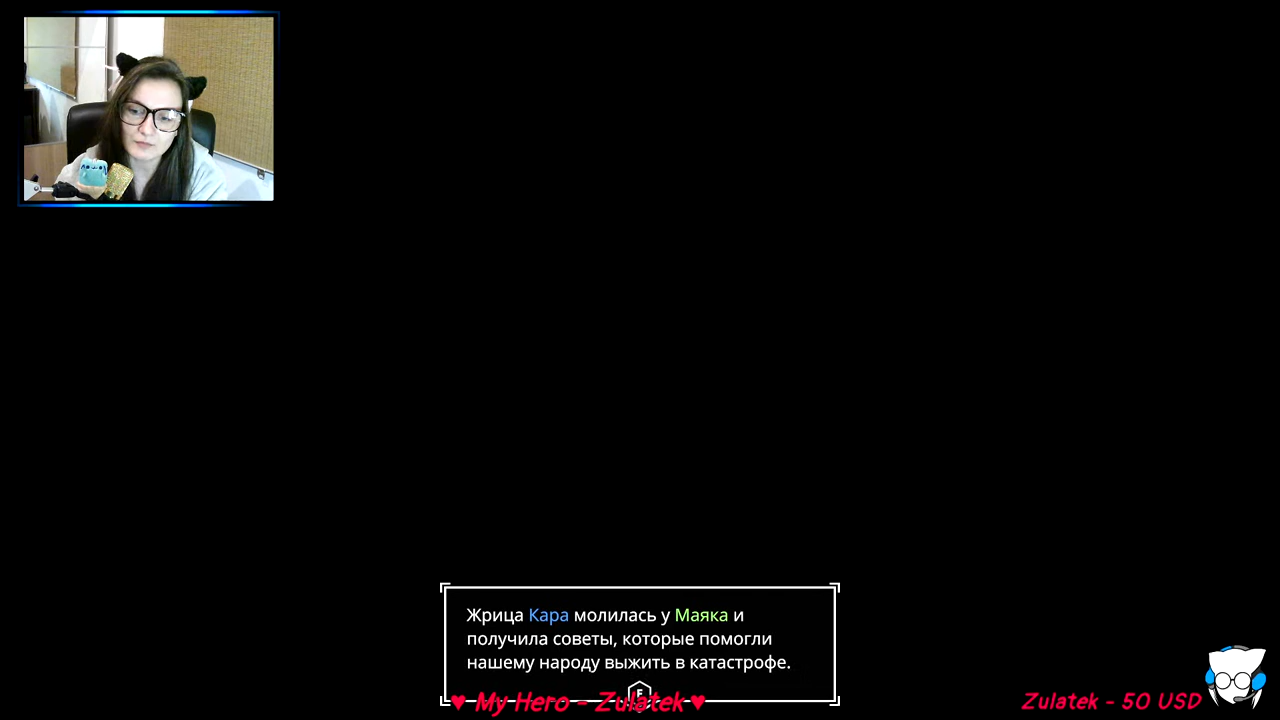 Жрица Кара молилась у Маяка и
получила советы, которые помогли
нашему народу выжить в катастрофе.
E
♥ My Hero - Zulatek ♥
Zulatek - 50 USD